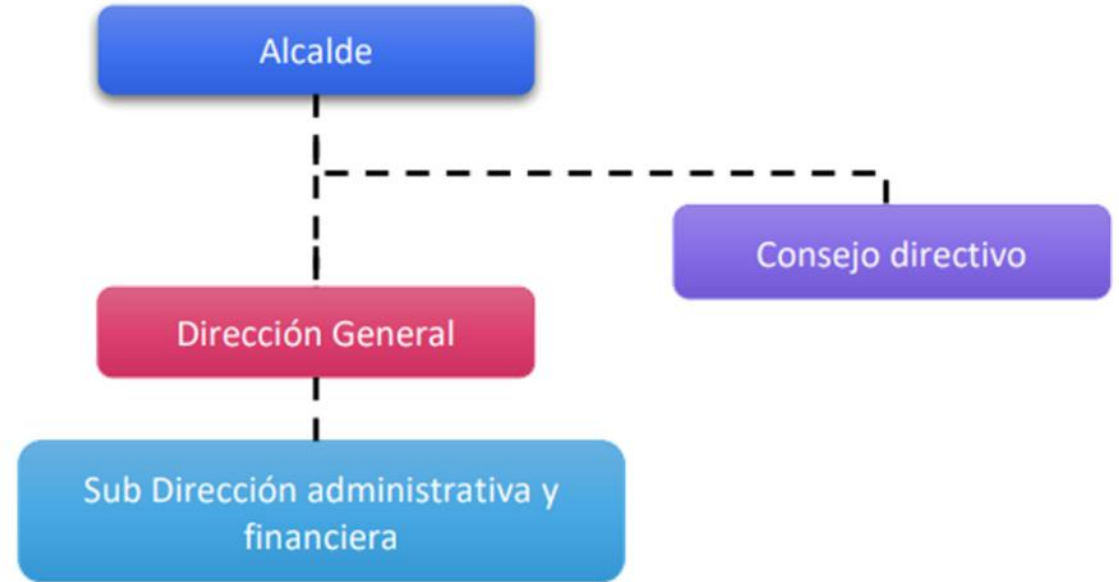 Alcalde
Consejo directivo
Dirección General
Sub Dirección administrativa y
financiera